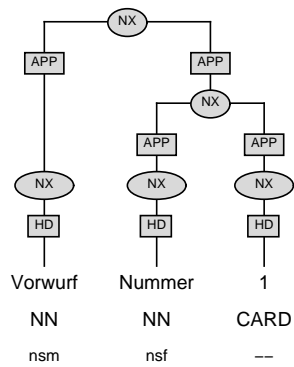 NX
APP APP
NX
APP APP
NX NX NX
HD HD HD
Vorwurf Nummer 1
NN NN CARD
nsm nsf −−